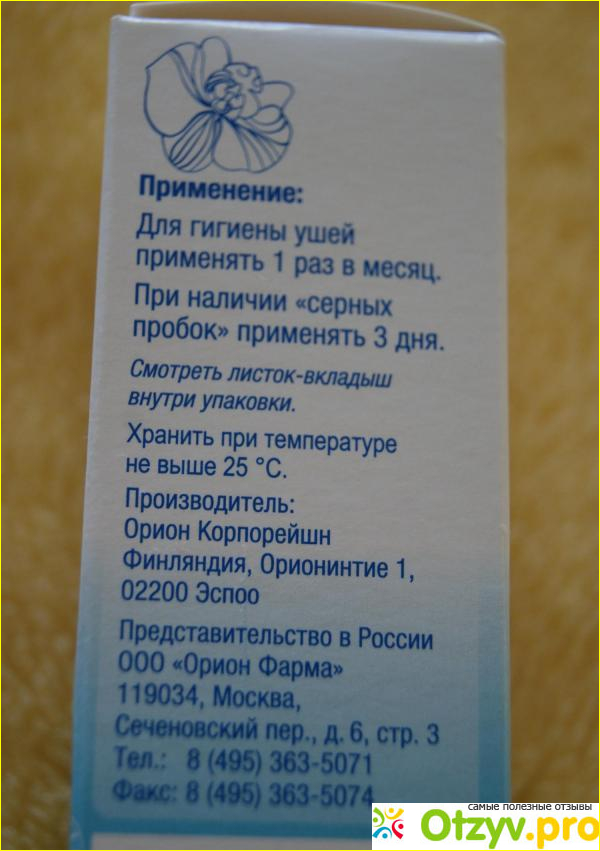 Применение:
Для гигиены ушей
применять 1 раз в месяц.
При наличии «серных
пробок» применять 3 дня.
Смотреть листок-вкладыш
внутри упаковки.
Хранить при температуре
не выше 25 °С.
Производитель:
Орион Корпорейшн
Финляндия, Орионинтие 1,
02200 Эспоо
Представительство в России
ООО «Орион Фарма»
119034, Москва,
Сеченовский пер., д. 6, стр. 3
Тел.: 8 (495) 363-5071
Факс: 8 (495) 363-5074
самые полезные отзывы
Otzyv.pro